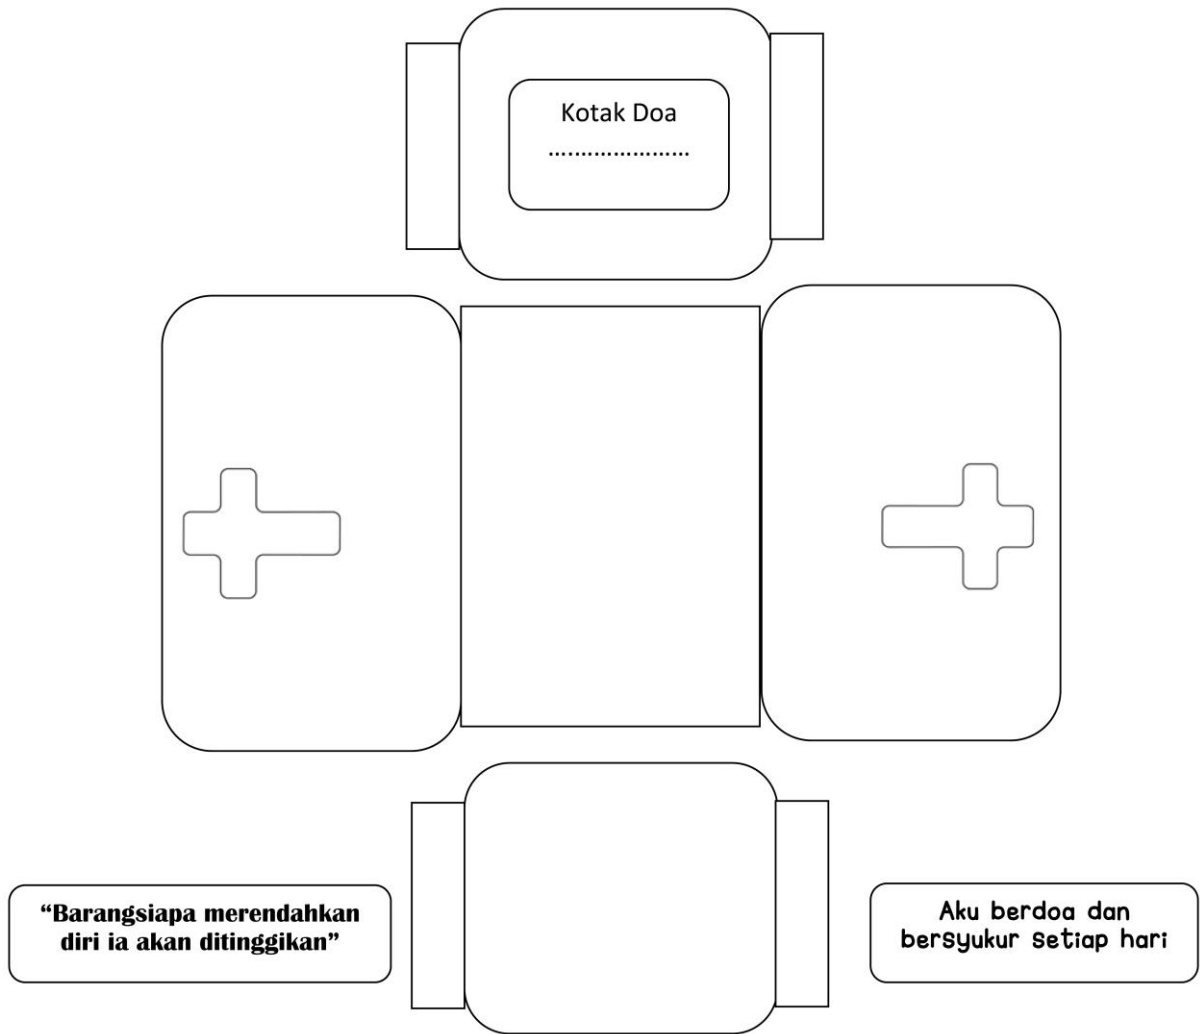 Kotak Doa
......................
“Barangsiapa merendahkan
diri ia akan ditinggikan”
Aku berdoa dan
bersyukur setiap hari